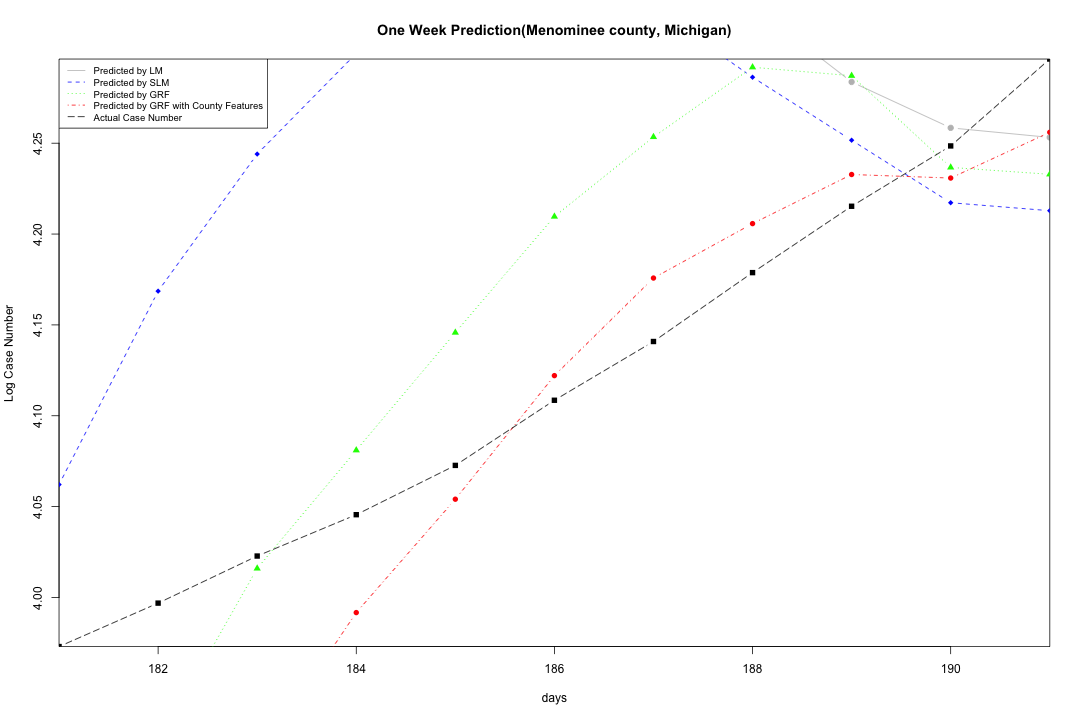 One Week Prediction(Menominee county, Michigan)
Predicted by LM
Predicted by SLM
Predicted by GRF
Predicted by GRF with County Features
Actual Case Number
Log Case Number
4.25
4.20
4.15
4.10
4.05
4.00
182 184 186 188 190
days